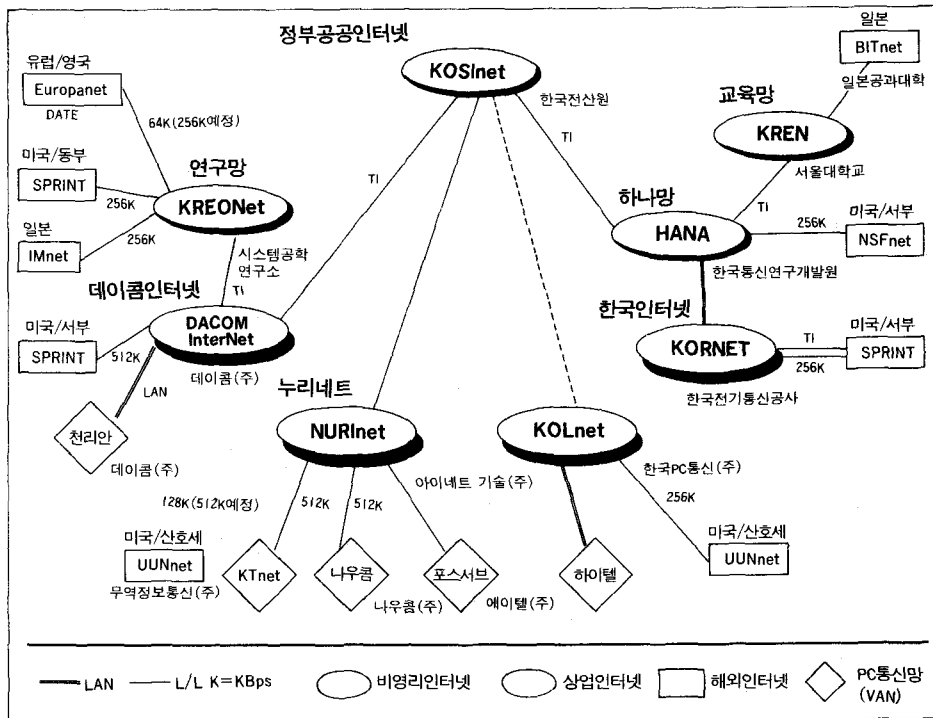 정부공공인터넷
KOSInet
한국전산원
일본
BITnet
일본공과대학
교육망
KREN
서울대학교
유럽/영국
Europanet
DATE
64K(256K예정)
미국/동부
SPRINT
256K
연구망
KREONet
일본
IMnet
256K
시스템공학
연구소
TI
TI
TI
TI
하나망
HANA
한국통신연구개발원
256K
미국/서부
NSFnet
데이콤인터넷
DACOM
InterNet
데이콤(주)
미국/서부
SPRINT
512K
LAN
천리안
데이콤(주)
한국인터넷
KORNET
한국전기통신공사
TI
256K
미국/서부
SPRINT
누리네트
NURInet
아이네트 기술(주)
KOLnet
한국PC통신(주)
256K
128K(512K예정)
512K
512K
미국/산호세
UUNnet
무역정보통신(주)
KTnet
나우콤
나우콤(주)
포스서브
에이텔(주)
하이텔
미국/산호세
UUNnet
LAN
L/L K=KBps
비영리인터넷
상업인터넷
해외인터넷
PC통신망
(VAN)